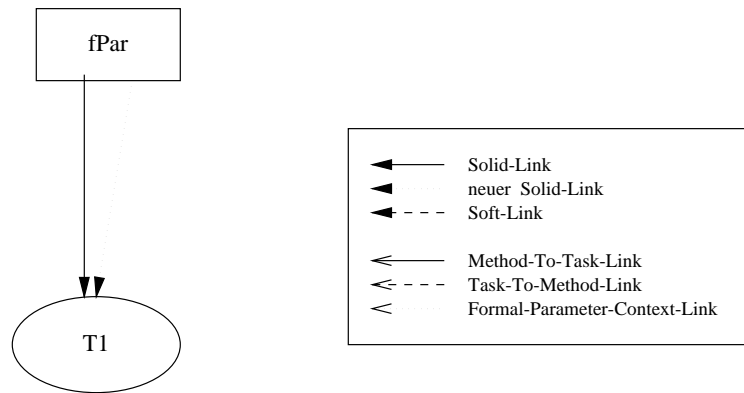 fPar
Solid-Link
neuer Solid-Link
Soft-Link
Method-To-Task-Link
Task-To-Method-Link
Formal-Parameter-Context-Link
T1